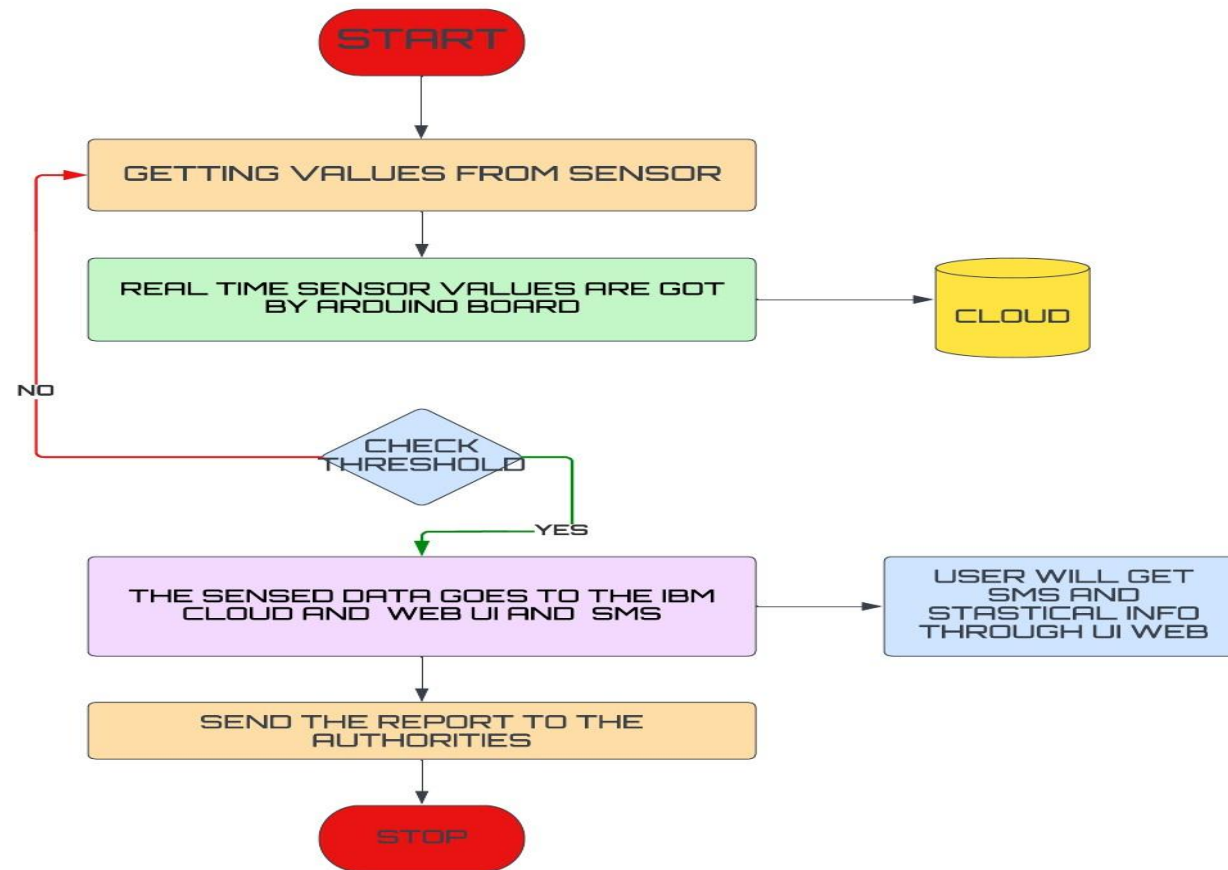 START
GETTING VALUES FROM SENSOR
REAL TIME SENSOR VALUES ARE GOT
BY ARDUINO BOARD
CLOUD
NO
CHECK
THRESHOLD
YES
THE SENSED DATA GOES TO THE IBM
CLOUD AND WEB UI AND SMS
USER WILL GET
SMS AND
STASTICAL INFO
THROUGH UI WEB
SEND THE REPORT TO THE
AUTHORITIES
STOP